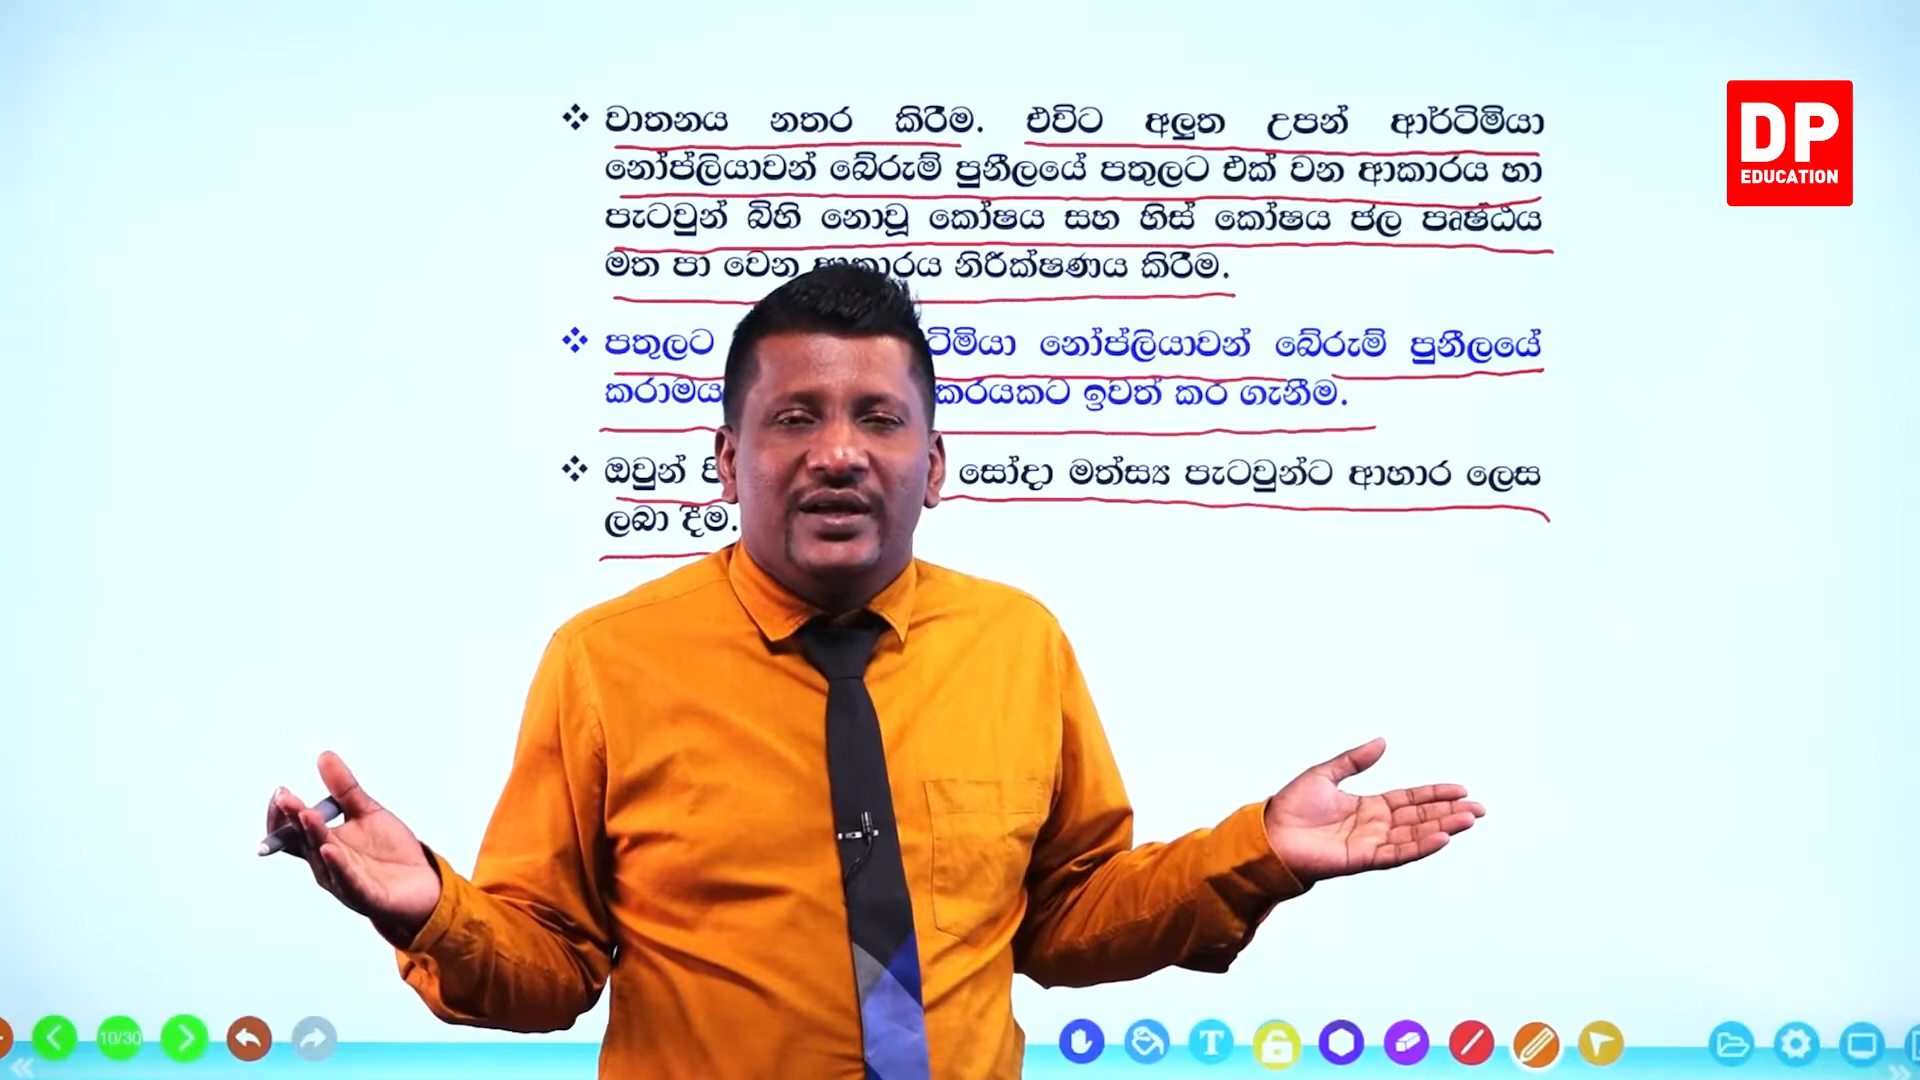 ❖ වාතනය නතර කිරීම. එවිට අලුත උපන් ආර්ටිමියා
නෝප්ලියාවන් බේරුම් පුනීලයේ පතුලට එක් වන ආකාරය හා
පැටවුන් බිහි නොවූ කෝෂය සහ හිස් කෝෂය ජල පෘෂ්ඨය
මත පා වෙන ආකාරය නිරීක්ෂණය කිරීම.
❖ පතුලට ටිමියා නෝප්ලියාවන් බේරුම් පුනීලයේ
කරාමය කරයකට ඉවත් කර ගැනීම.
❖ ඔවුන් සෝදා මත්ස්‍ය පැටවුන්ට ආහාර ලෙස
ලබා දීම.
DP
EDUCATION
10/30
T